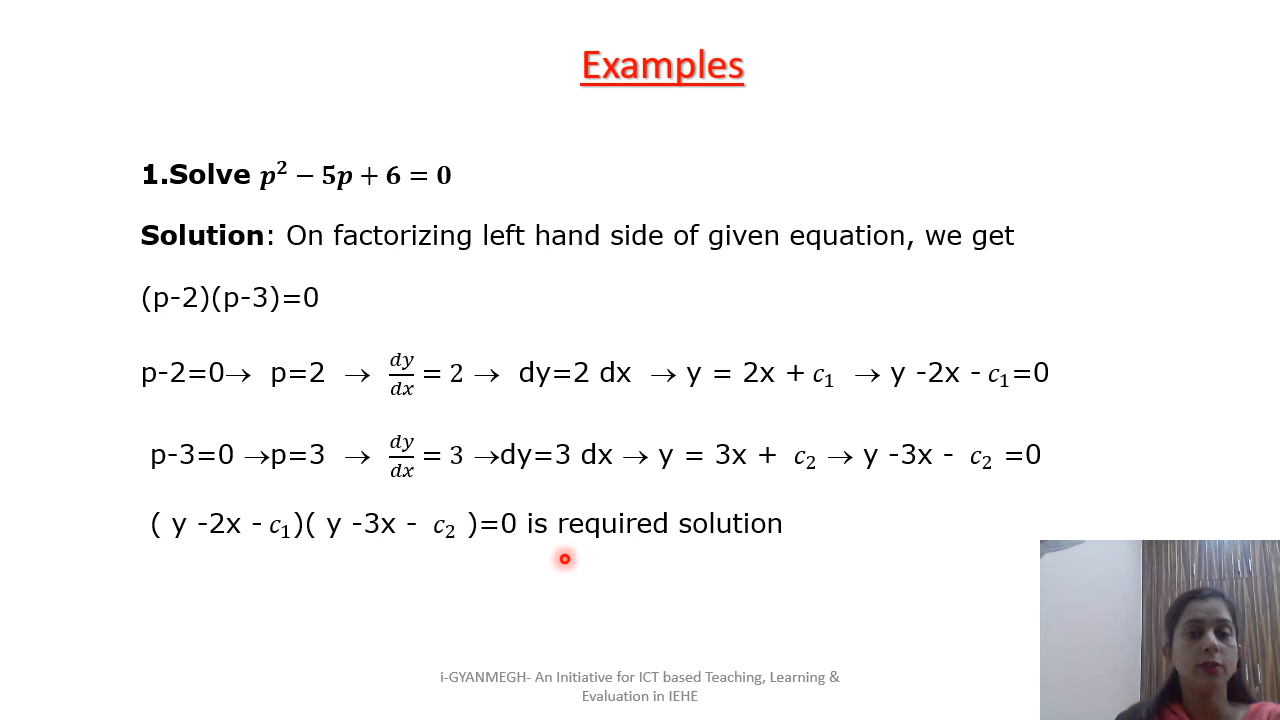 Examples
1.Solve p² − 5p + 6 = 0
Solution: On factorizing left hand side of given equation, we get
(p-2)(p-3)=0
p-2=0→ p=2 → dy/dx = 2 → dy=2 dx → y = 2x + c₁ → y -2x - c₁=0
p-3=0 →p=3 → dy/dx = 3 →dy=3 dx → y = 3x + c₂ → y -3x - c₂ =0
( y -2x - c₁)( y -3x - c₂ )=0 is required solution
i-GYANMEGH- An Initiative for ICT based Teaching, Learning &
Evaluation in IEHE